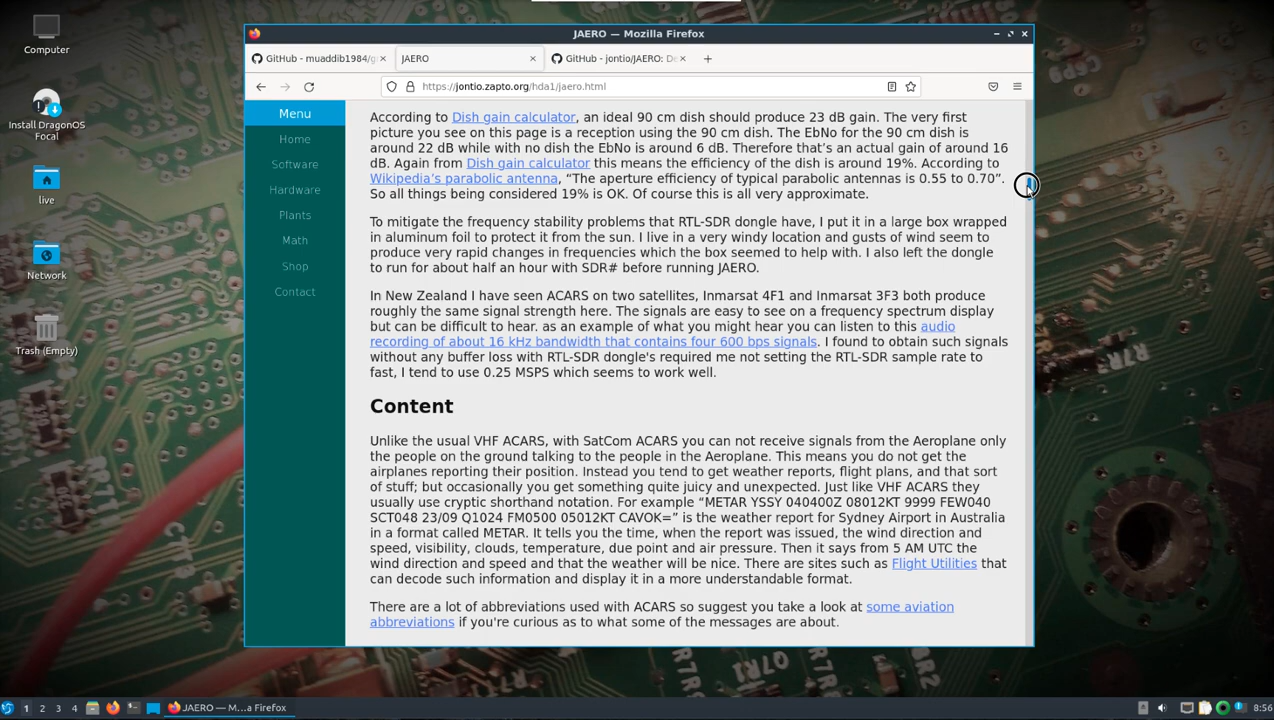 JAERO — Mozilla Firefox
GitHub - muaddib1984/g
JAERO
GitHub - jontio/JAERO: De
https://jontio.zapto.org/hda1/jaero.html
Computer
Install DragonOS
Focal
live
Network
Trash (Empty)
Menu
Home
Software
Hardware
Plants
Math
Shop
Contact
According to Dish gain calculator, an ideal 90 cm dish should produce 23 dB gain. The very first
picture you see on this page is a reception using the 90 cm dish. The EbNo for the 90 cm dish is
around 22 dB while with no dish the EbNo is around 6 dB. Therefore that’s an actual gain of around 16
dB. Again from Dish gain calculator this means the efficiency of the dish is around 19%. According to
Wikipedia’s parabolic antenna, “The aperture efficiency of typical parabolic antennas is 0.55 to 0.70”.
So all things being considered 19% is OK. Of course this is all very approximate.
To mitigate the frequency stability problems that RTL-SDR dongle have, I put it in a large box wrapped
in aluminum foil to protect it from the sun. I live in a very windy location and gusts of wind seem to
produce very rapid changes in frequencies which the box seemed to help with. I also left the dongle
to run for about half an hour with SDR# before running JAERO.
In New Zealand I have seen ACARS on two satellites, Inmarsat 4F1 and Inmarsat 3F3 both produce
roughly the same signal strength here. The signals are easy to see on a frequency spectrum display
but can be difficult to hear. as an example of what you might hear you can listen to this audio
recording of about 16 kHz bandwidth that contains four 600 bps signals. I found to obtain such signals
without any buffer loss with RTL-SDR dongle's required me not setting the RTL-SDR sample rate to
fast, I tend to use 0.25 MSPS which seems to work well.
Content
Unlike the usual VHF ACARS, with SatCom ACARS you can not receive signals from the Aeroplane only
the people on the ground talking to the people in the Aeroplane. This means you do not get the
airplanes reporting their position. Instead you tend to get weather reports, flight plans, and that sort
of stuff; but occasionally you get something quite juicy and unexpected. Just like VHF ACARS they
usually use cryptic shorthand notation. For example “METAR YSSY 040400Z 08012KT 9999 FEW040
SCT048 23/09 Q1024 FM0500 05012KT CAVOK=” is the weather report for Sydney Airport in Australia
in a format called METAR. It tells you the time, when the report was issued, the wind direction and
speed, visibility, clouds, temperature, due point and air pressure. Then it says from 5 AM UTC the
wind direction and speed and that the weather will be nice. There are sites such as Flight Utilities that
can decode such information and display it in a more understandable format.
There are a lot of abbreviations used with ACARS so suggest you take a look at some aviation
abbreviations if you're curious as to what some of the messages are about.
1 2 3 4
JAERO — M...a Firefox
8:56